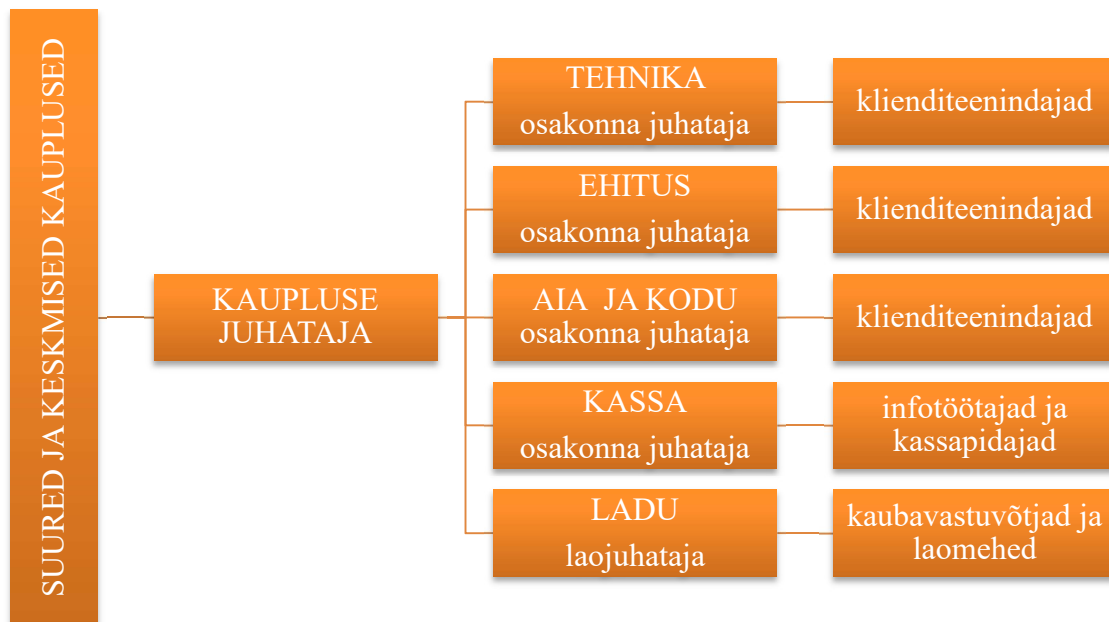 SUURED JA KESKMISED KAUPLUSED
KAUPLUSE
JUHATAJA
TEHNIKA
osakonna juhataja
klienditeenindajad
EHITUS
osakonna juhataja
klienditeenindajad
AIA JA KODU
osakonna juhataja
klienditeenindajad
KASSA
osakonna juhataja
infotöötajad ja
kassapidajad
LADU
laojuhataja
kaubavastuvõtjad ja
laomehed